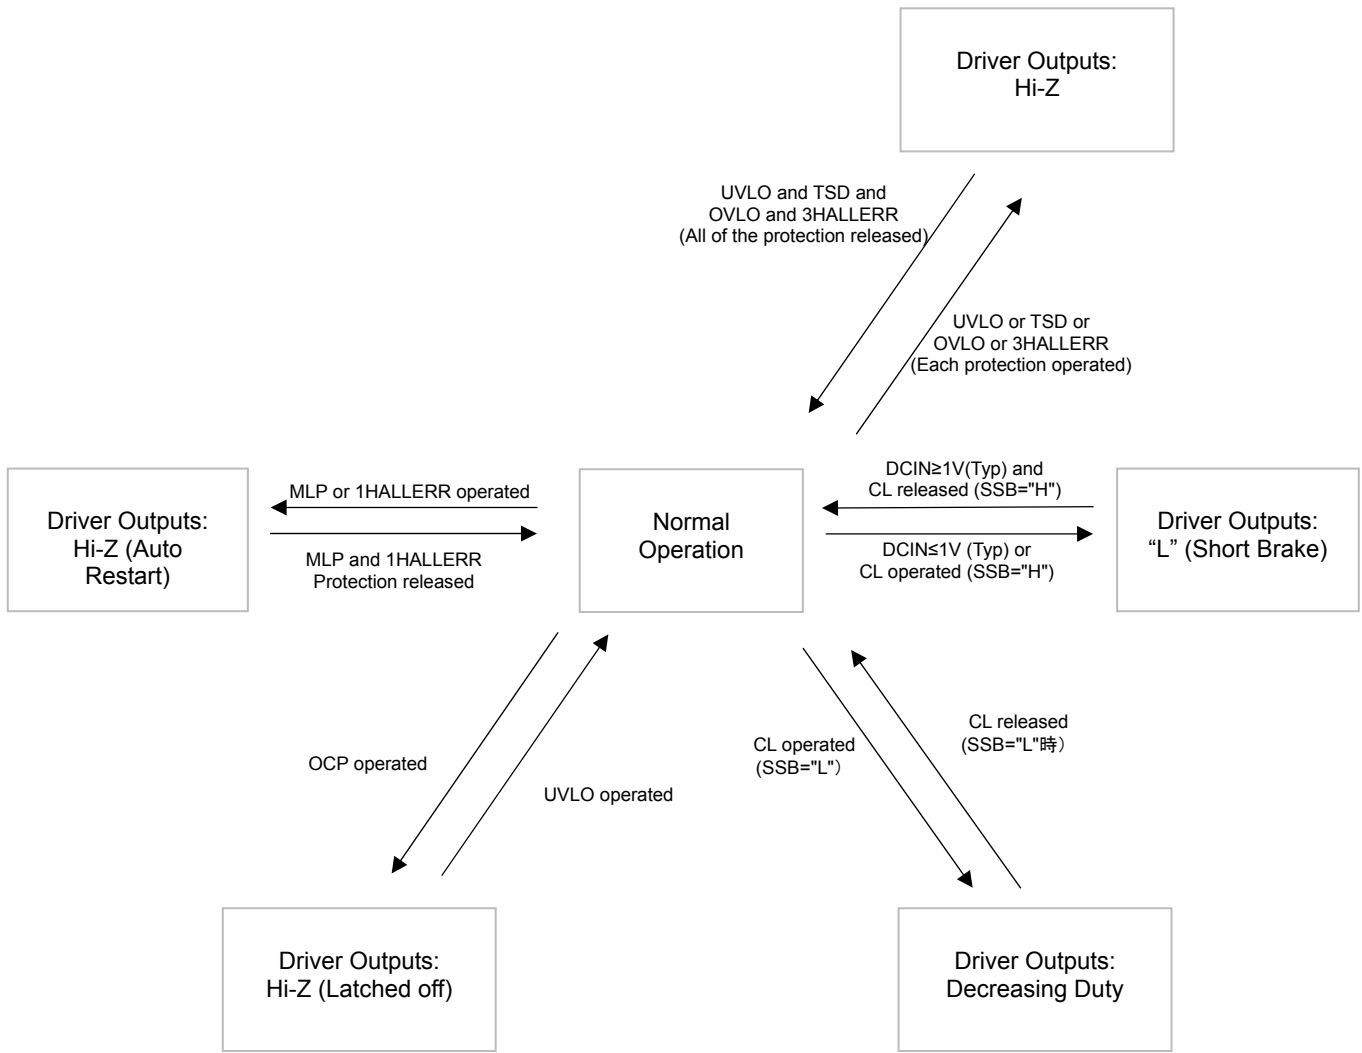 Driver Outputs:
Hi-Z
UVLO and TSD and
OVLO and 3HALLERR
(All of the protection released)
UVLO or TSD or
OVLO or 3HALLERR
(Each protection operated)
Driver Outputs:
Hi-Z (Auto
Restart)
MLP or 1HALLERR operated
MLP and 1HALLERR
Protection released
Normal
Operation
DCIN≥1V(Typ) and
CL released (SSB="H")
DCIN≤1V (Typ) or
CL operated (SSB="H")
Driver Outputs:
“L” (Short Brake)
OCP operated
UVLO operated
CL operated
(SSB="L"）
CL released
(SSB="L"時）
Driver Outputs:
Hi-Z (Latched off)
Driver Outputs:
Decreasing Duty